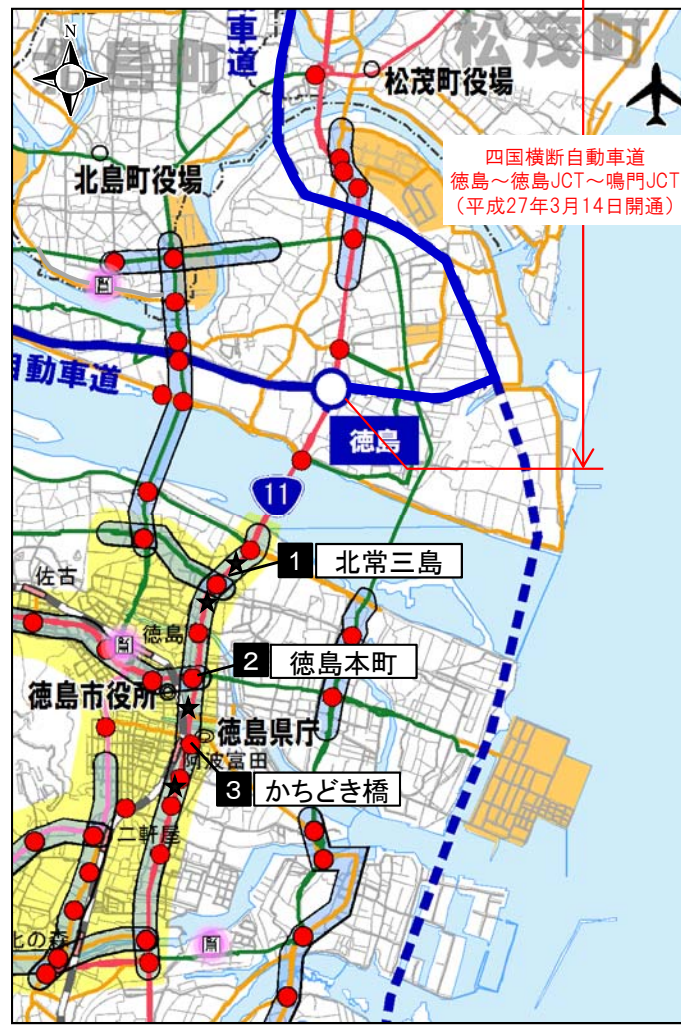 N
車道
松茂町
松茂町役場
北島町役場
四国横断自動車道
徳島～徳島JCT～鳴門JCT
（平成27年3月14日開通）
自動車道
徳島
11
1 北常三島
佐古
徳島
2 徳島本町
徳島市役所
徳島県庁
阿波富田
3 かちどき橋
二軒屋
の森